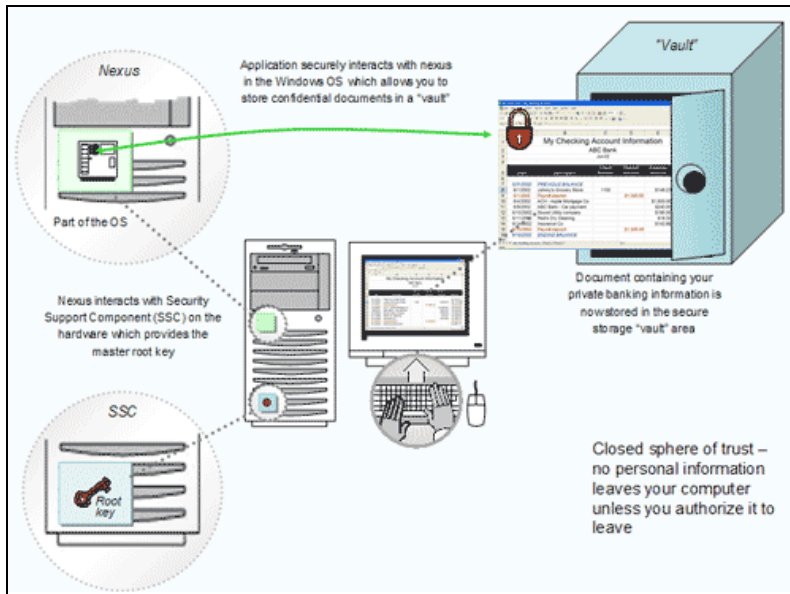 Nexus
Application securely interacts with nexus
in the Windows OS which allows you to
store confidential documents in a "vault"
"Vault"
My Checking Account Information
ABC Bank
PREVIOUS BALANCE
Part of the OS
Nexus interacts with Security
Support Component (SSC) on the
hardware which provides the
master root key
Document containing your
private banking information is
nowstored in the secure
storage "vault" area
SSC
Root
key
Closed sphere of trust –
no personal information
leaves your computer
unless you authorize it to
leave